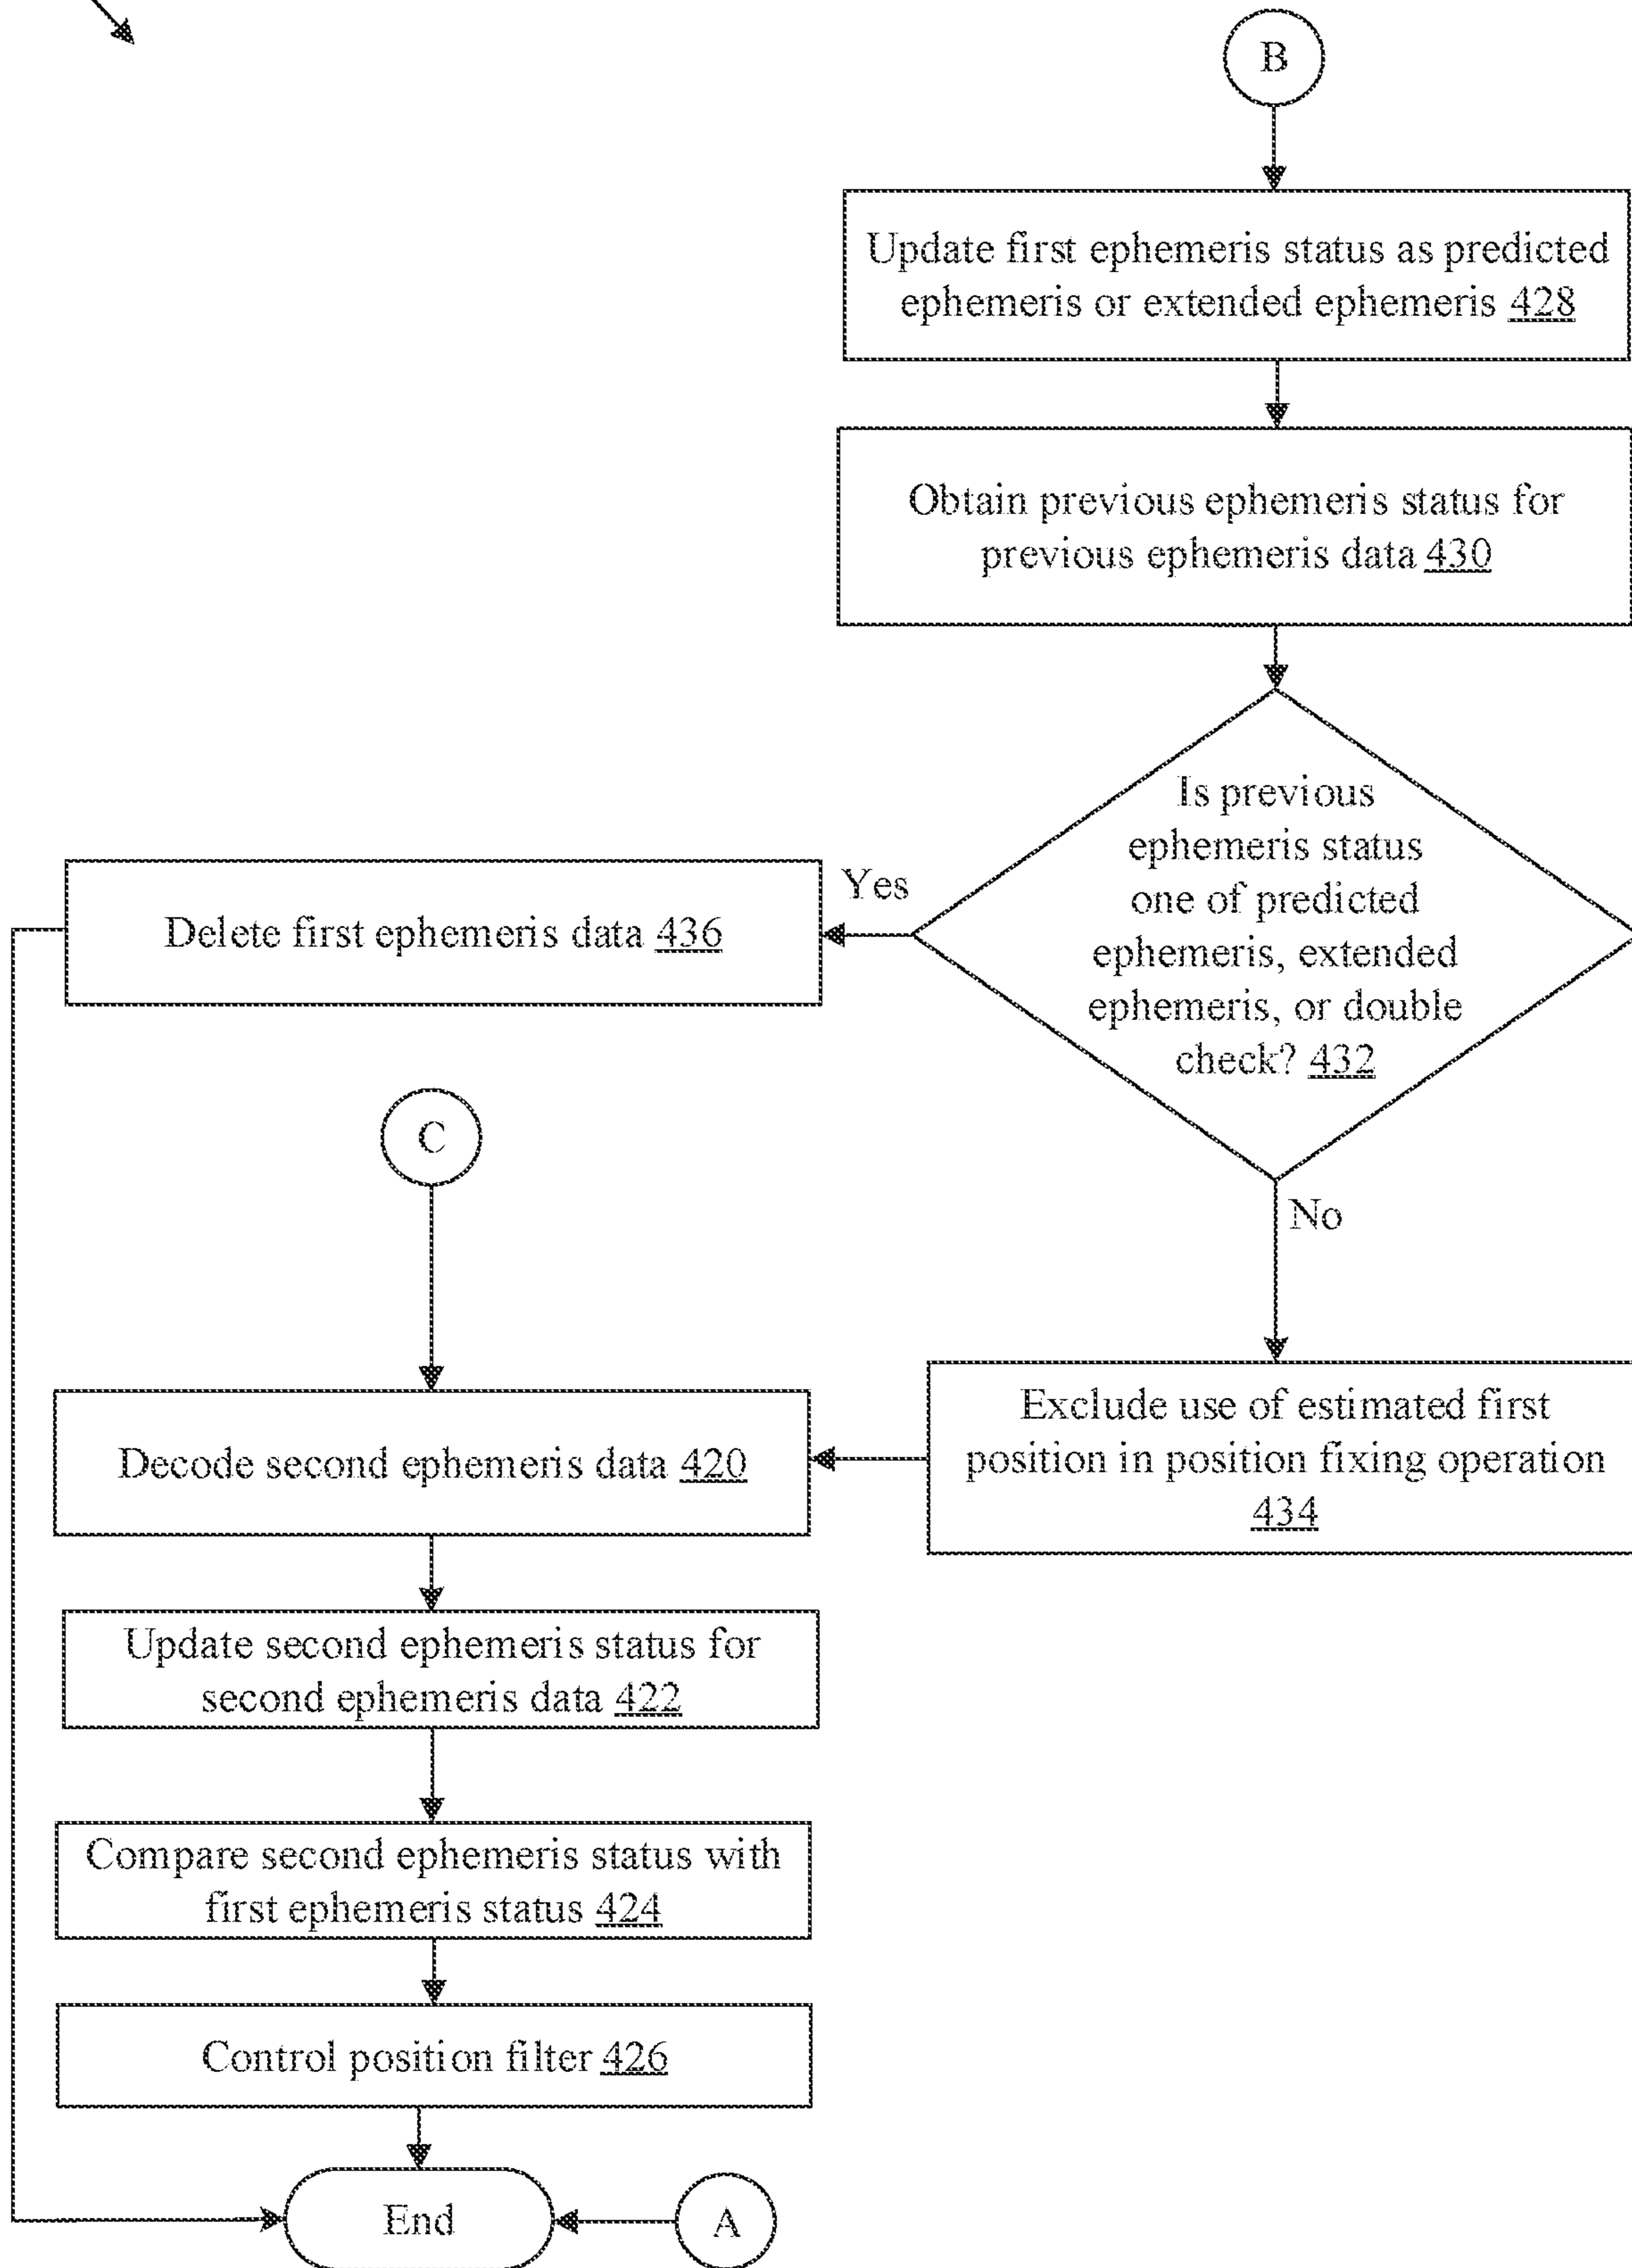 B
Update first ephemeris status as predicted
ephemeris or extended ephemeris 428
Obtain previous ephemeris status for
previous ephemeris data 430
Is previous
ephemeris status
one of predicted
ephemeris, extended
ephemeris, or double
check? 432
Yes
Delete first ephemeris data 436
No
C
Exclude use of estimated first
position in position fixing operation
434
Decode second ephemeris data 420
Update second ephemeris status for
second ephemeris data 422
Compare second ephemeris status with
first ephemeris status 424
Control position filter 426
End
A